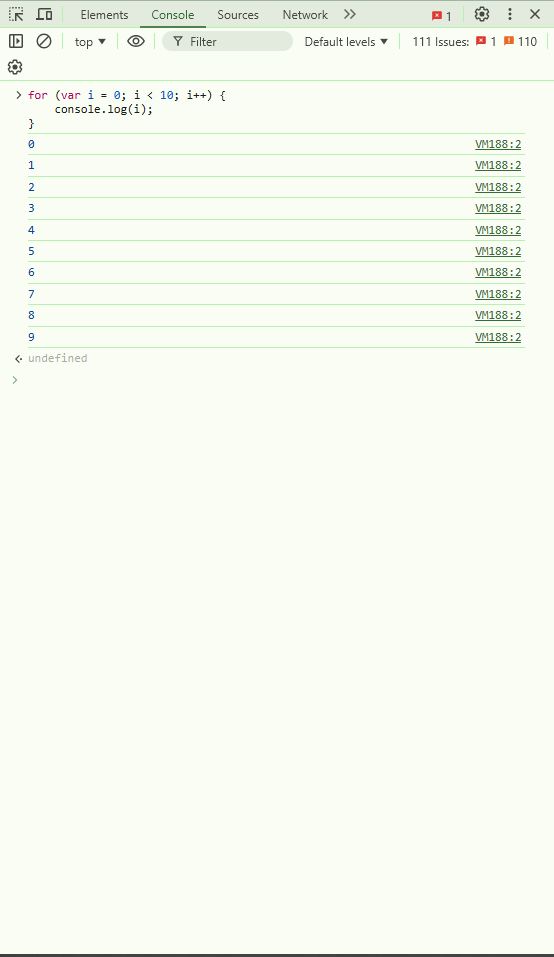 Elements Console Sources Network 1
top Filter Default levels 111 Issues: 1 110
for (var i = 0; i < 10; i++) {
    console.log(i);
}
0 VM188:2
1 VM188:2
2 VM188:2
3 VM188:2
4 VM188:2
5 VM188:2
6 VM188:2
7 VM188:2
8 VM188:2
9 VM188:2
undefined